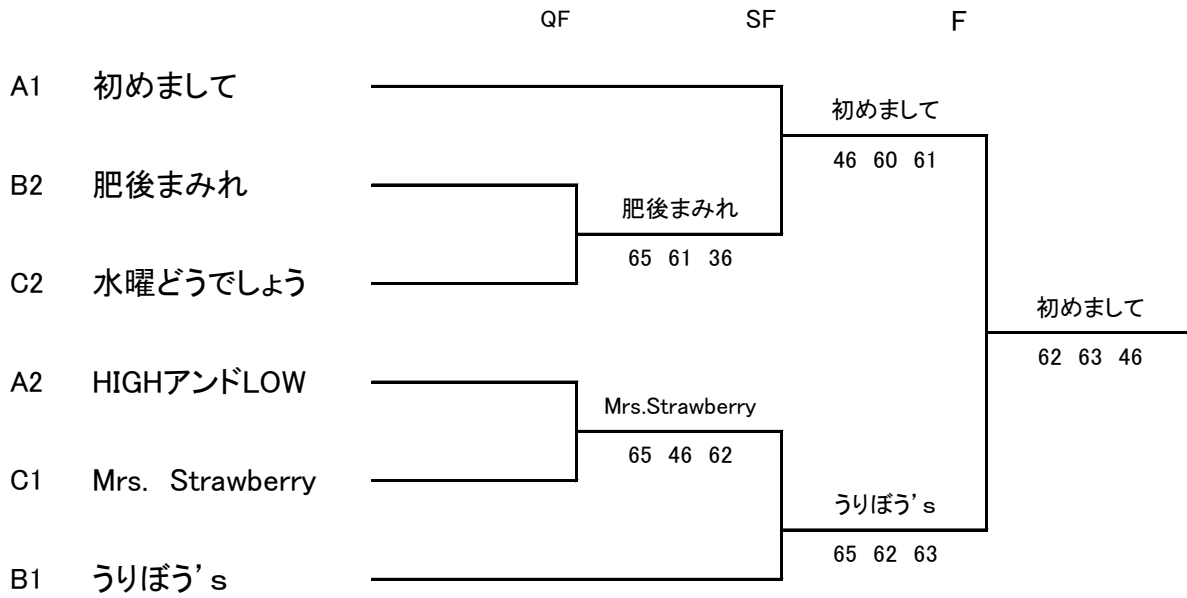 QF SF F
A1 初めまして
初めまして
46 60 61
B2 肥後まみれ
肥後まみれ
65 61 36
C2 水曜どうでしょう
初めまして
62 63 46
A2 HIGHアンドLOW
Mrs.Strawberry
65 46 62
C1 Mrs. Strawberry
うりぼう’ｓ
65 62 63
B1 うりぼう’ｓ